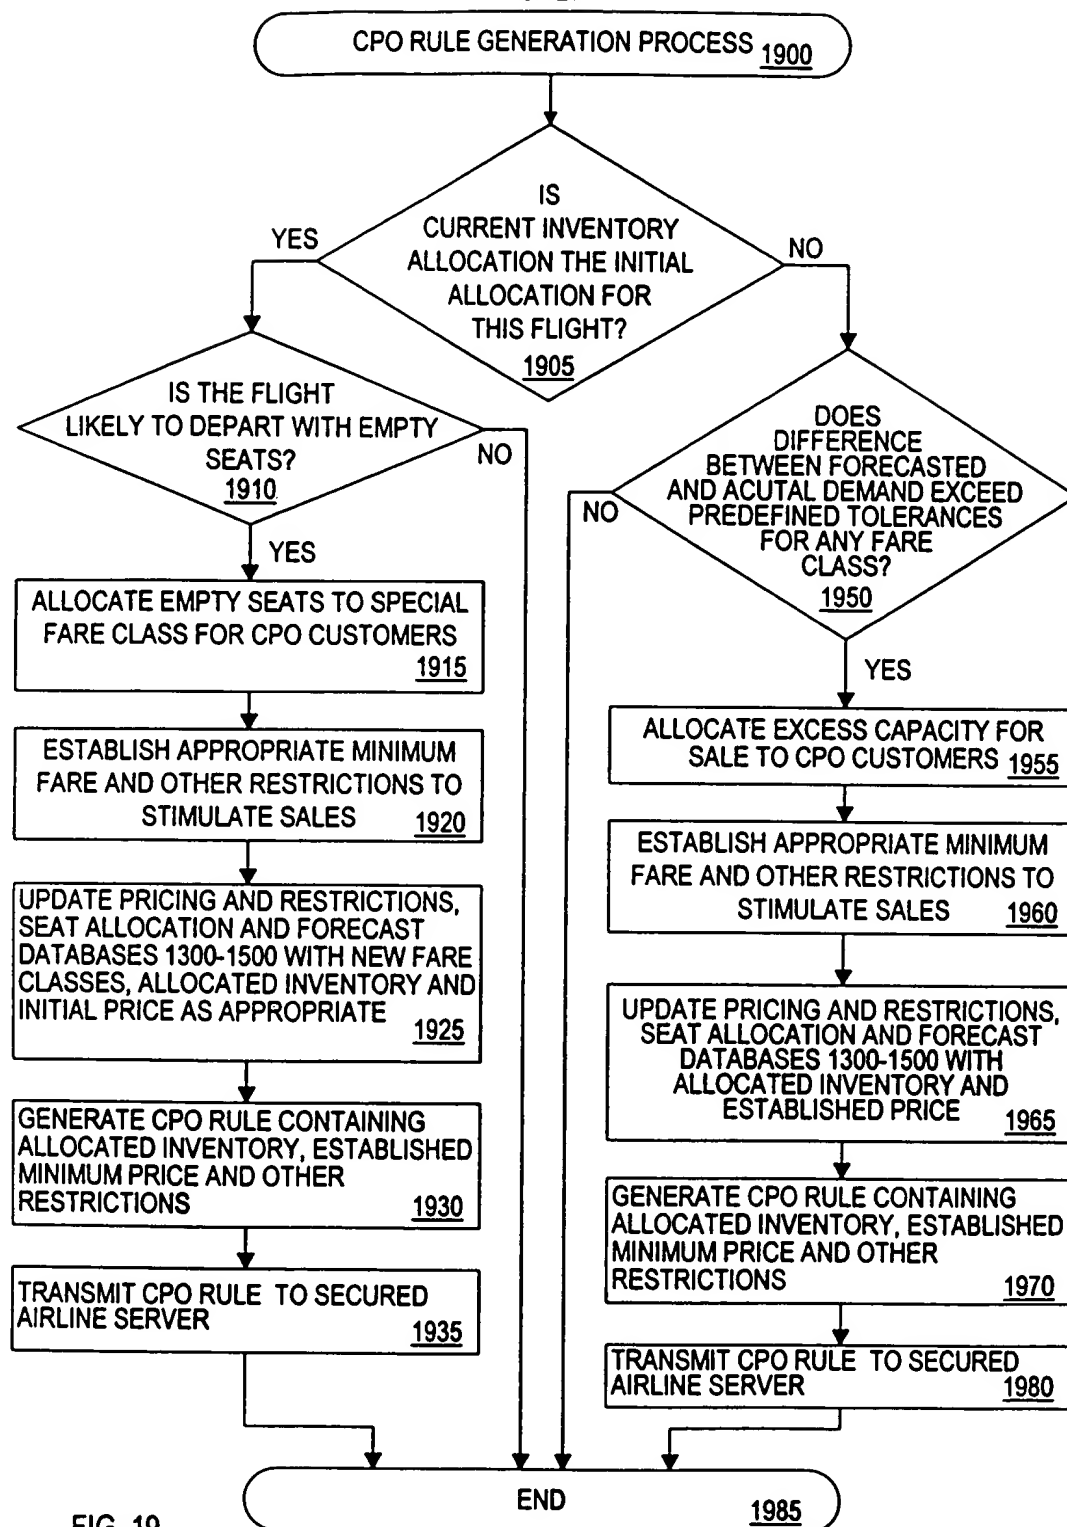 CPO RULE GENERATION PROCESS 1900
IS
CURRENT INVENTORY
ALLOCATION THE INITIAL
ALLOCATION FOR
THIS FLIGHT?
1905
YES
NO
IS THE FLIGHT
LIKELY TO DEPART WITH EMPTY
SEATS?
1910
NO
YES
ALLOCATE EMPTY SEATS TO SPECIAL
FARE CLASS FOR CPO CUSTOMERS
1915
ESTABLISH APPROPRIATE MINIMUM
FARE AND OTHER RESTRICTIONS TO
STIMULATE SALES 1920
UPDATE PRICING AND RESTRICTIONS,
SEAT ALLOCATION AND FORECAST
DATABASES 1300-1500 WITH NEW FARE
CLASSES, ALLOCATED INVENTORY AND
INITIAL PRICE AS APPROPRIATE
1925
GENERATE CPO RULE CONTAINING
ALLOCATED INVENTORY, ESTABLISHED
MINIMUM PRICE AND OTHER
RESTRICTIONS 1930
TRANSMIT CPO RULE TO SECURED
AIRLINE SERVER 1935
DOES
DIFFERENCE
BETWEEN FORECASTED
AND ACUTAL DEMAND EXCEED
PREDEFINED TOLERANCES
FOR ANY FARE
CLASS?
1950
NO
YES
ALLOCATE EXCESS CAPACITY FOR
SALE TO CPO CUSTOMERS 1955
ESTABLISH APPROPRIATE MINIMUM
FARE AND OTHER RESTRICTIONS TO
STIMULATE SALES 1960
UPDATE PRICING AND RESTRICTIONS,
SEAT ALLOCATION AND FORECAST
DATABASES 1300-1500 WITH
ALLOCATED INVENTORY AND
ESTABLISHED PRICE 1965
GENERATE CPO RULE CONTAINING
ALLOCATED INVENTORY, ESTABLISHED
MINIMUM PRICE AND OTHER
RESTRICTIONS 1970
TRANSMIT CPO RULE TO SECURED
AIRLINE SERVER 1980
END 1985
FIG. 19